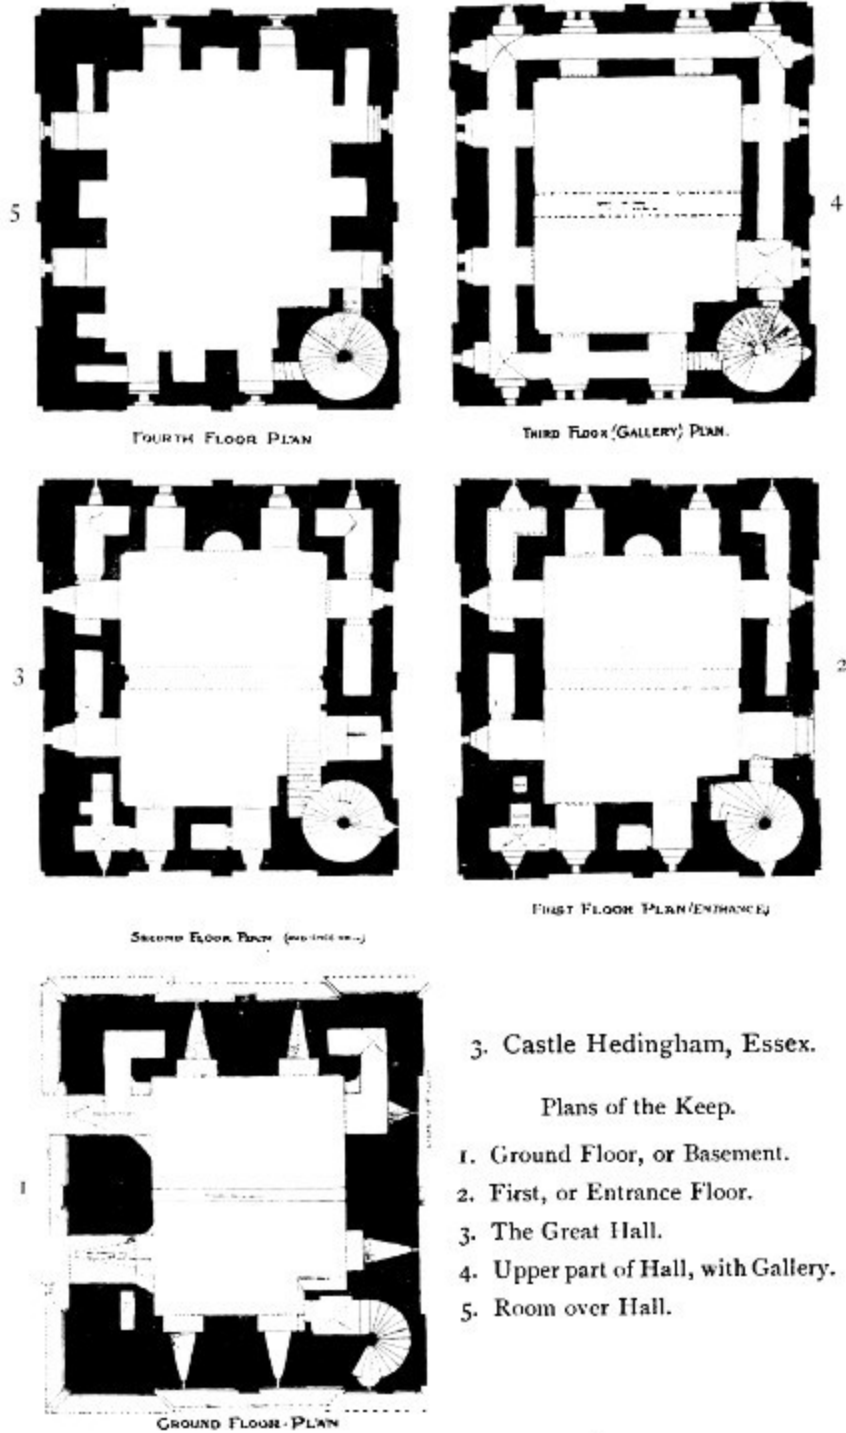 5
4
FOURTH FLOOR PLAN
THIRD FLOOR (GALLERY) PLAN.
3
2
SECOND FLOOR PLAN
FIRST FLOOR PLAN (ENTRANCE)
1
3. Castle Hedingham, Essex.
Plans of the Keep.
1. Ground Floor, or Basement.
2. First, or Entrance Floor.
3. The Great Hall.
4. Upper part of Hall, with Gallery.
5. Room over Hall.
GROUND FLOOR-PLAN